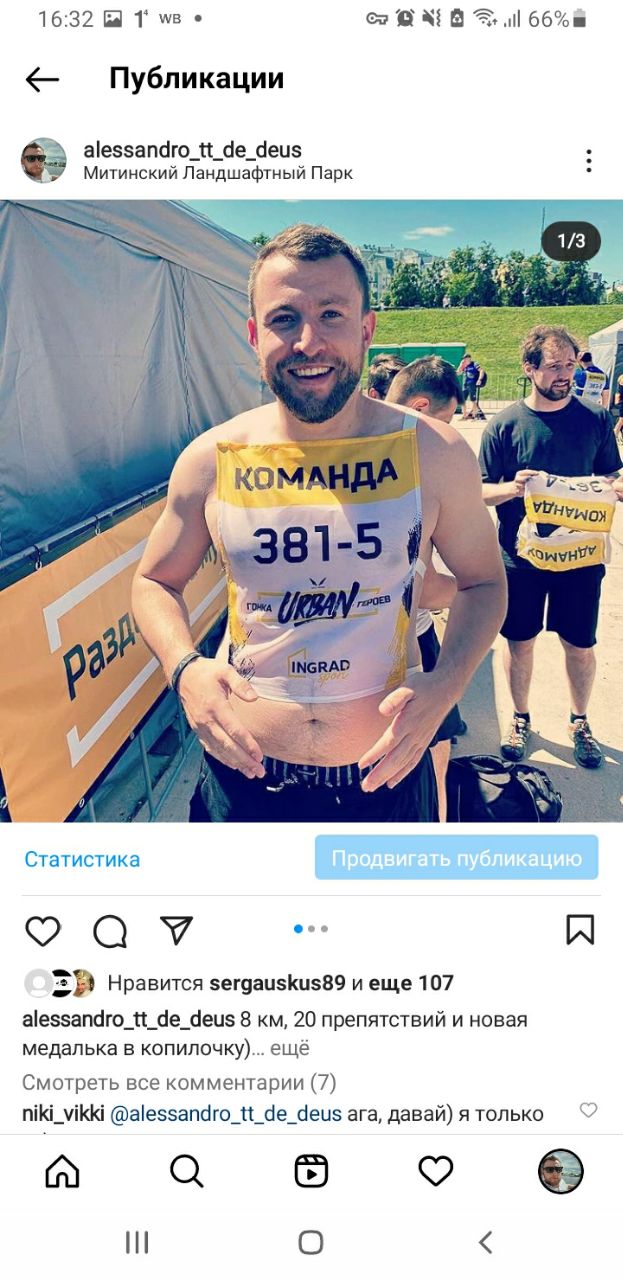 16:32 1 WB 66%
Публикации
alessandro_tt_de_deus
Митинский Ландшафтный Парк
1/3
КОМАНДА
381-5
ГОНКА URBAN ГЕРОЕВ
INGRAD
sport
361-4
КОМАНДА
КОМАНДА
Разд
Статистика
Продвигать публикацию
Нравится sergauskus89 и еще 107
alessandro_tt_de_deus 8 км, 20 препятствий и новая
медалька в копилочку)... ещё
Смотреть все комментарии (7)
niki_vikki @alessandro_tt_de_deus ага, давай) я только